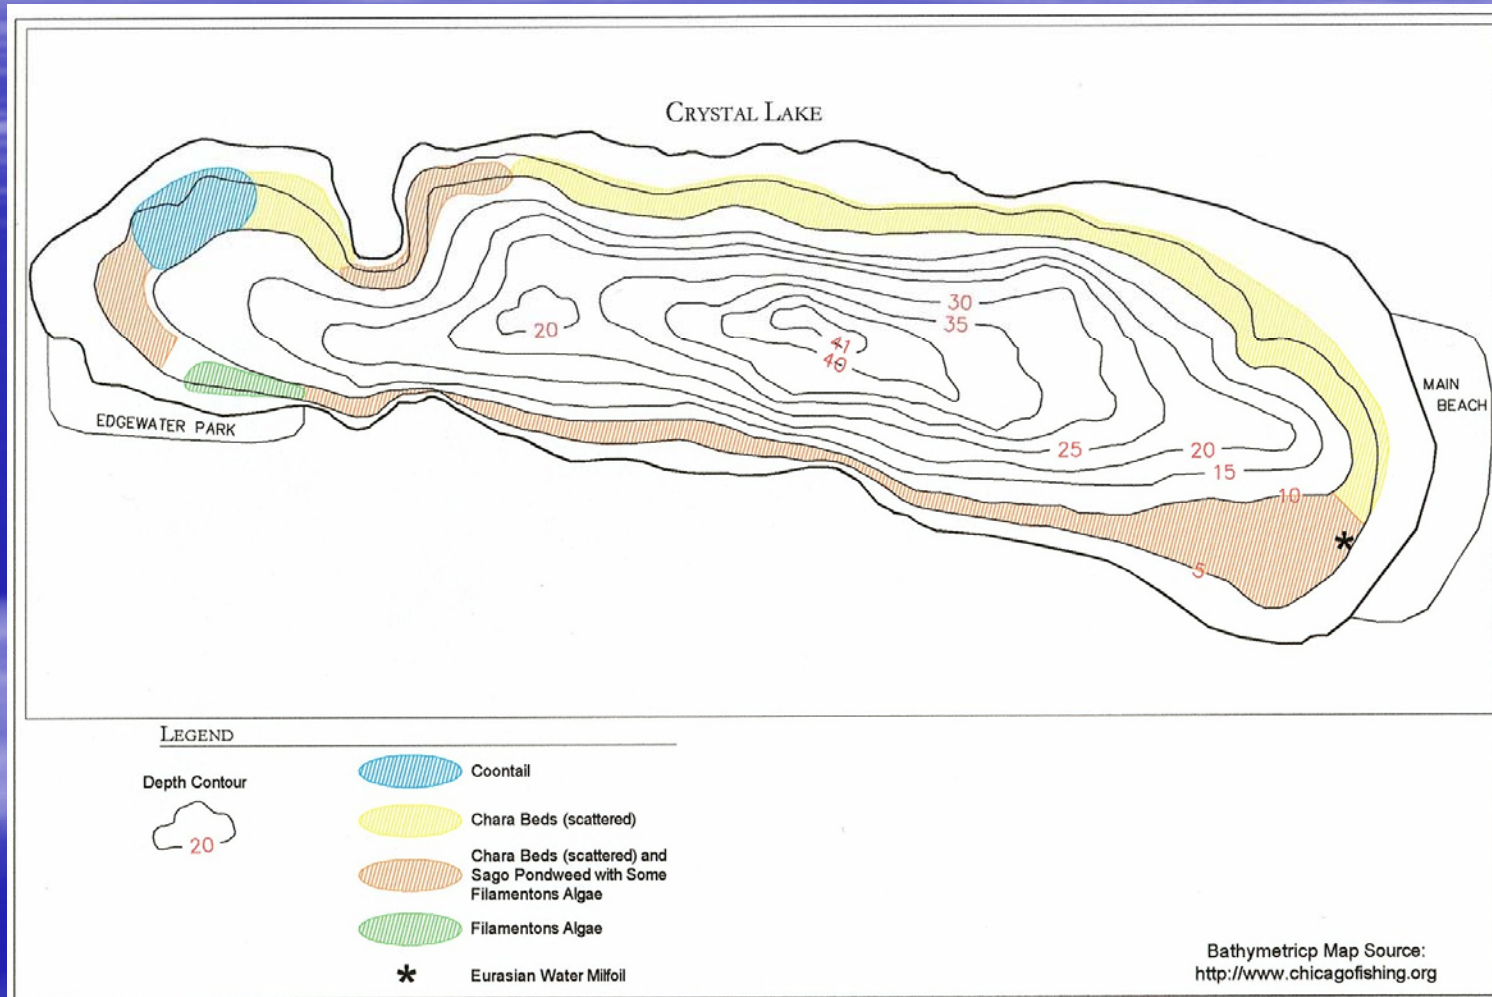 CRYSTAL LAKE
20
30
35
41
40
25
20
15
10
5
*
MAIN
BEACH
EDGEWATER PARK
LEGEND
Depth Contour
20
Coontail
Chara Beds (scattered)
Chara Beds (scattered) and
Sago Pondweed with Some
Filamentons Algae
Filamentons Algae
* Eurasian Water Milfoil
Bathymetricp Map Source:
http://www.chicagofishing.org